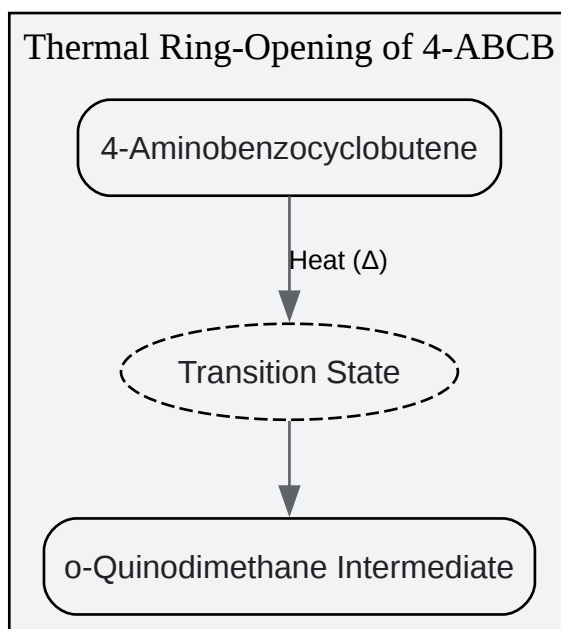 Thermal Ring-Opening of 4-ABCB
4-Aminobenzocyclobutene
Heat (Δ)
Transition State
o-Quinodimethane Intermediate